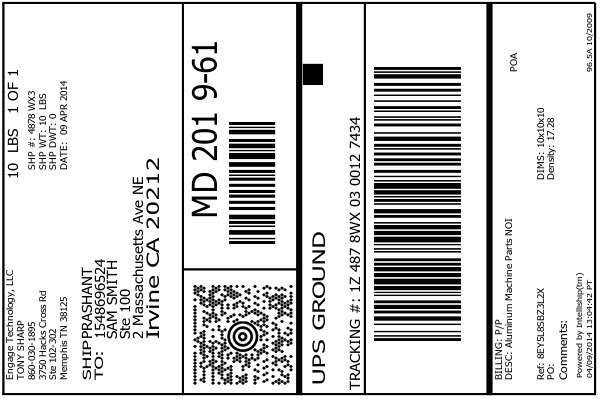 Engage Technology, LLC
TONY SHARP
860-030-1895
3750 Hacks Cross Rd
Ste 102-302
Memphis TN 38125
10 LBS 1 OF 1
SHP #: 4878 WX3
SHP WT: 10 LBS
SHP DWT: 0
DATE: 09 APR 2014
SHIP PRASHANT
TO: 1548696524
SAM SMITH
Ste 100
2 Massachusetts Ave NE
Irvine CA 20212
MD 201 9-61
UPS GROUND
TRACKING #: 1Z 487 8WX 03 0012 7434
BILLING: P/P
DESC: Aluminum Machine Parts NOI
POA
Ref: 8EY5L8SBZ3L2X
DIMS: 10x10x10
PO:
Density: 17.28
Comments:
Powered by Intelliship(tm)
04/09/2014 13:04:42 PT
96.5A 10/2009